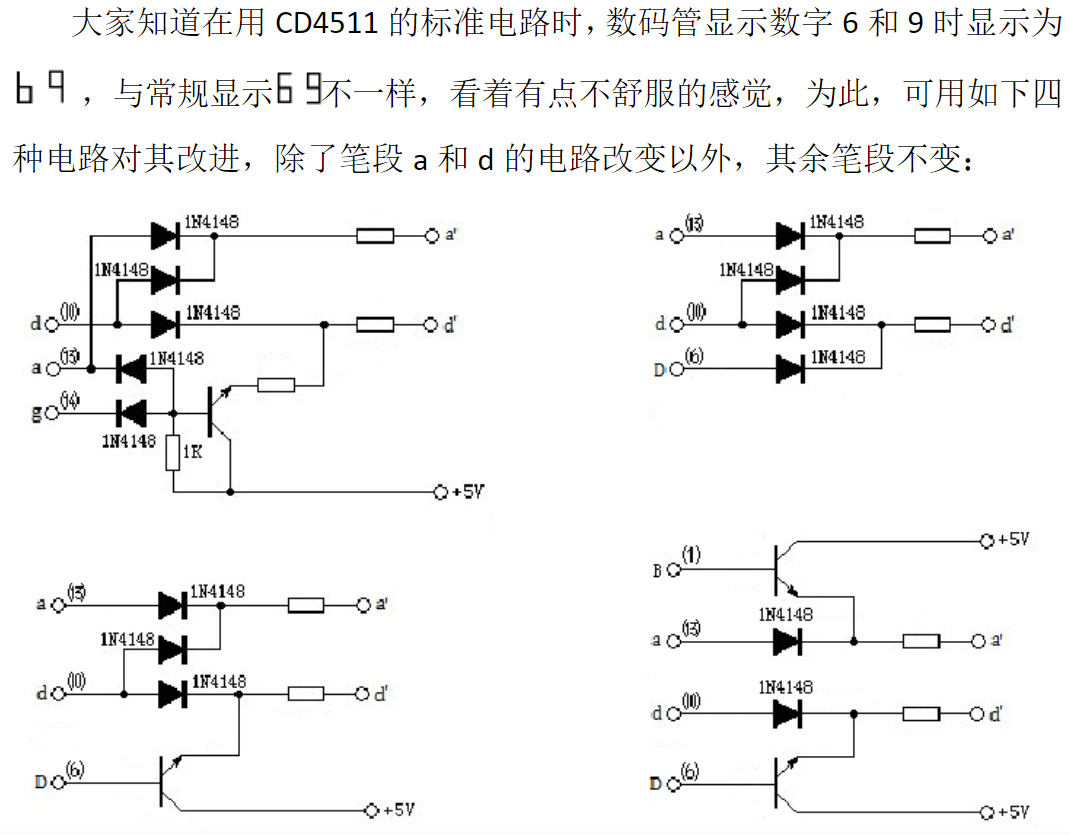 大家知道在用 CD4511 的标准电路时，数码管显示数字 6 和 9 时显示为
6 9 ，与常规显示 6 9 不一样，看着有点不舒服的感觉，为此，可用如下四
种电路对其改进，除了笔段 a 和 d 的电路改变以外，其余笔段不变：
1N4148
a'
1N4148
d (10)
1N4148
d'
a (13)
1N4148
g (14)
1N4148
1K
+5V
a (13)
1N4148
a'
1N4148
d (10)
1N4148
d'
D (6)
1N4148
a (13)
1N4148
a'
1N4148
d (10)
1N4148
d'
D (6)
+5V
B (1)
+5V
1N4148
a (13)
a'
1N4148
d (10)
d'
D (6)
+5V